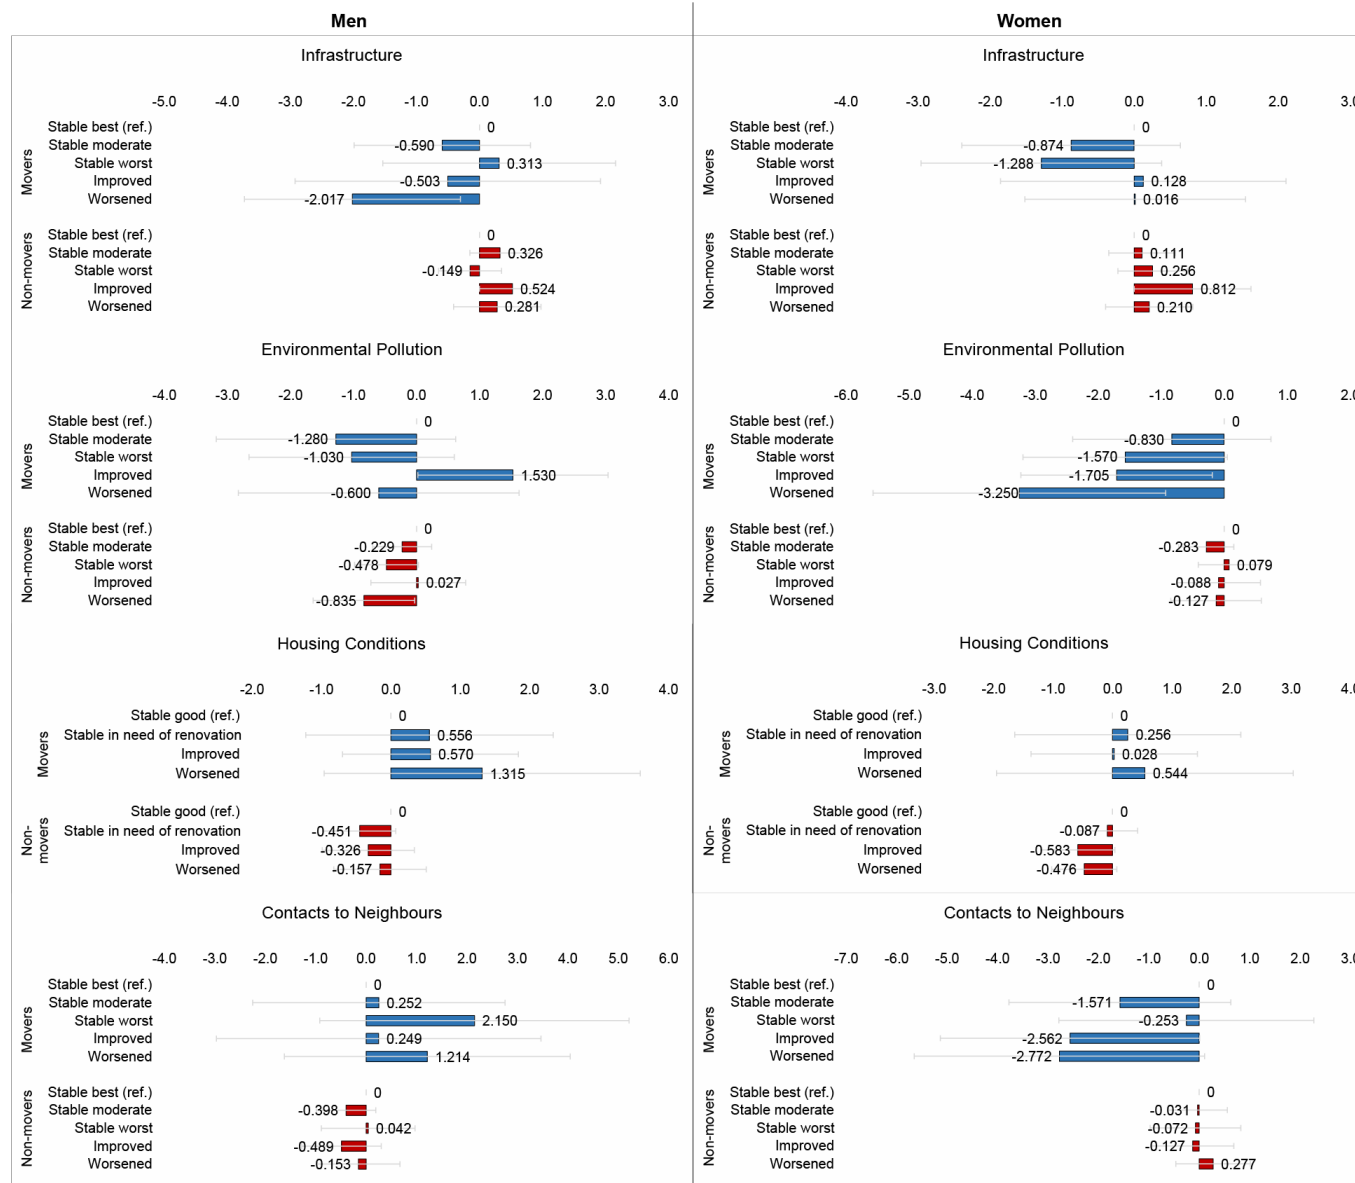 Men
Infrastructure
-5.0 -4.0 -3.0 -2.0 -1.0 0.0 1.0 2.0 3.0
Movers
Stable best (ref.) 0
Stable moderate -0.590
Stable worst 0.313
Improved -0.503
Worsened -2.017
Non-movers
Stable best (ref.) 0
Stable moderate 0.326
Stable worst -0.149
Improved 0.524
Worsened 0.281
Environmental Pollution
-4.0 -3.0 -2.0 -1.0 0.0 1.0 2.0 3.0 4.0
Movers
Stable best (ref.) 0
Stable moderate -1.280
Stable worst -1.030
Improved 1.530
Worsened -0.600
Non-movers
Stable best (ref.) 0
Stable moderate -0.229
Stable worst -0.478
Improved 0.027
Worsened -0.835
Housing Conditions
-2.0 -1.0 0.0 1.0 2.0 3.0 4.0
Movers
Stable good (ref.) 0
Stable in need of renovation 0.556
Improved 0.570
Worsened 1.315
Non-
movers
Stable good (ref.) 0
Stable in need of renovation -0.451
Improved -0.326
Worsened -0.157
Contacts to Neighbours
-4.0 -3.0 -2.0 -1.0 0.0 1.0 2.0 3.0 4.0 5.0 6.0
Movers
Stable best (ref.) 0
Stable moderate 0.252
Stable worst 2.150
Improved 0.249
Worsened 1.214
Non-movers
Stable best (ref.) 0
Stable moderate -0.398
Stable worst 0.042
Improved -0.489
Worsened -0.153
Women
Infrastructure
-4.0 -3.0 -2.0 -1.0 0.0 1.0 2.0 3.0
Movers
Stable best (ref.) 0
Stable moderate -0.874
Stable worst -1.288
Improved 0.128
Worsened 0.016
Non-movers
Stable best (ref.) 0
Stable moderate 0.111
Stable worst 0.256
Improved 0.812
Worsened 0.210
Environmental Pollution
-6.0 -5.0 -4.0 -3.0 -2.0 -1.0 0.0 1.0 2.0
Movers
Stable best (ref.) 0
Stable moderate -0.830
Stable worst -1.570
Improved -1.705
Worsened -3.250
Non-movers
Stable best (ref.) 0
Stable moderate -0.283
Stable worst 0.079
Improved -0.088
Worsened -0.127
Housing Conditions
-3.0 -2.0 -1.0 0.0 1.0 2.0 3.0 4.0
Movers
Stable good (ref.) 0
Stable in need of renovation 0.256
Improved 0.028
Worsened 0.544
Non-
movers
Stable good (ref.) 0
Stable in need of renovation -0.087
Improved -0.583
Worsened -0.476
Contacts to Neighbours
-7.0 -6.0 -5.0 -4.0 -3.0 -2.0 -1.0 0.0 1.0 2.0 3.0
Movers
Stable best (ref.) 0
Stable moderate -1.571
Stable worst -0.253
Improved -2.562
Worsened -2.772
Non-movers
Stable best (ref.) 0
Stable moderate -0.031
Stable worst -0.072
Improved -0.127
Worsened 0.277